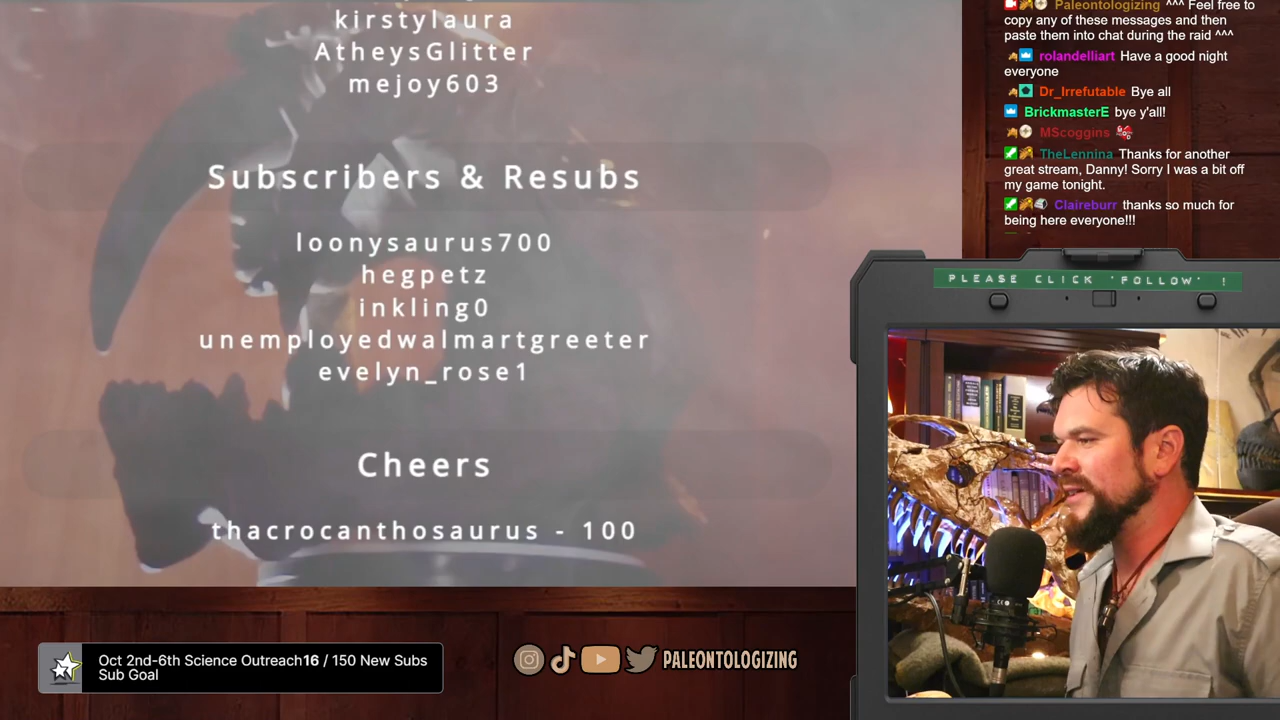 kirstylaura
AtheysGlitter
mejoy603
Subscribers & Resubs
loonysaurus700
hegpetz
inkling0
unemployedwalmartgreeter
evelyn_rose1
Cheers
thacrocanthosaurus - 100
Paleontologizing ^^^ Feel free to
copy any of these messages and then
paste them into chat during the raid ^^^
rolandelliart Have a good night
everyone
Dr_Irrefutable Bye all
BrickmasterE bye y'all!
MScoggins
TheLennina Thanks for another
great stream, Danny! Sorry I was a bit off
my game tonight.
Claireburr thanks so much for
being here everyone!!!
PLEASE CLICK 'FOLLOW' !
Oct 2nd-6th Science Outreach16 / 150 New Subs
Sub Goal
PALEONTOLOGIZING